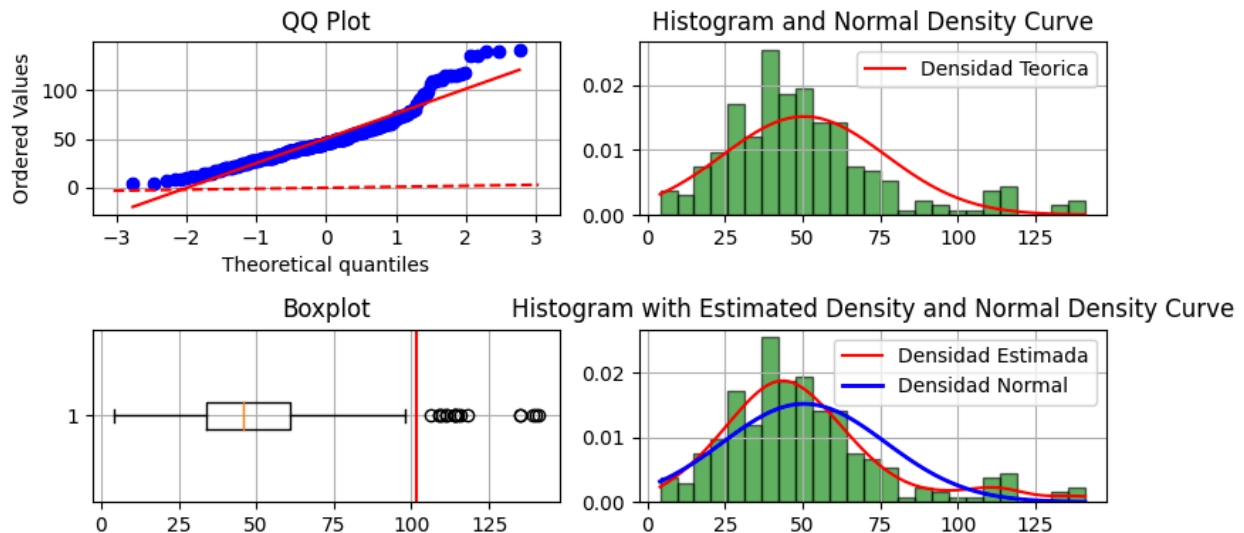 QQ Plot
Ordered Values
100
50
0
−3 −2 −1 0 1 2 3
Theoretical quantiles
Histogram and Normal Density Curve
Densidad Teorica
0.02
0.01
0.00
0 25 50 75 100 125
Boxplot
1
0 25 50 75 100 125
Histogram with Estimated Density and Normal Density Curve
Densidad Estimada
Densidad Normal
0.02
0.01
0.00
0 25 50 75 100 125